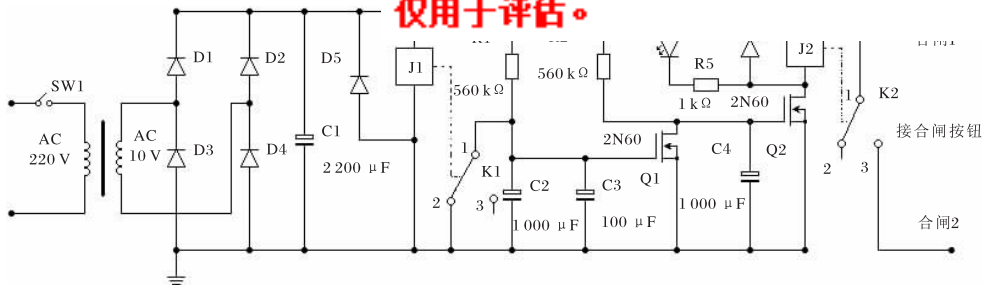 仅用于评估。
D1
D2
D5
J1
J2
SW1
560 kΩ
560 kΩ
R5
1 kΩ
2N60
K2
1
AC
220 V
AC
10 V
D3
D4
C1
2 200 μF
1
K1
2
3
2N60
Q1
C4
Q2
2
3
接合闸按钮
C2
1 000 μF
C3
100 μF
1 000 μF
合闸2